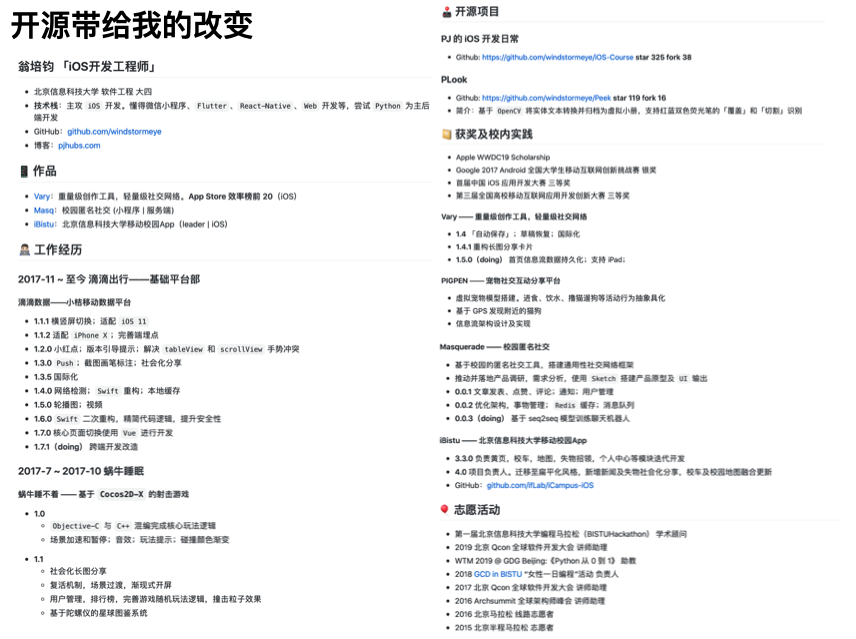 开源带给我的改变
翁培钧 「iOS开发工程师」
北京信息科技大学 软件工程 大四
技术栈：主攻 iOS 开发。懂得微信小程序、Flutter、React-Native、Web 开发等，尝试 Python 为主后
端开发
GitHub：github.com/windstormeye
博客：pjhubs.com
作品
Vary：重量级创作工具，轻量级社交网络。App Store 效率榜前 20（iOS）
Masq：校园匿名社交 (小程序 | 服务端)
iBistu：北京信息科技大学移动校园App（leader | iOS）
工作经历
2017-11 ~ 至今 滴滴出行——基础平台部
滴滴数据——小桔移动数据平台
1.1.1 横竖屏切换；适配 iOS 11
1.1.2 适配 iPhone X；完善端埋点
1.2.0 小红点；版本引导提示；解决 tableView 和 scrollView 手势冲突
1.3.0 Push；截图画笔标注；社会化分享
1.3.5 国际化
1.4.0 网络检测；Swift 重构；本地缓存
1.5.0 轮播图；视频
1.6.0 Swift 二次重构，精简代码逻辑，提升安全性
1.7.0 核心页面切换使用 Vue 进行开发
1.7.1（doing） 跨端开发改造
2017-7 ~ 2017-10 蜗牛睡眠
蜗牛睡不着 —— 基于 Cocos2D-X 的射击游戏
1.0
Objective-C 与 C++ 混编完成核心玩法逻辑
场景加速和暂停；音效；玩法提示；碰撞颜色渐变
1.1
社会化长图分享
复活机制，场景过渡，渐现式开屏
用户管理，排行榜，完善游戏随机玩法逻辑，撞击粒子效果
基于陀螺仪的星球图鉴系统
开源项目
PJ 的 iOS 开发日常
Github: https://github.com/windstormeye/iOS-Course star 325 fork 38
PLook
Github: https://github.com/windstormeye/Peek star 119 fork 16
简介：基于 OpenCV 将实体文本转换并归档为虚拟小册，支持红蓝双色荧光笔的「覆盖」和「切割」识别
获奖及校内实践
Apple WWDC19 Scholarship
Google 2017 Android 全国大学生移动互联网创新挑战赛 银奖
首届中国 iOS 应用开发大赛 三等奖
第三届全国高校移动互联网应用开发创新大赛 三等奖
Vary —— 重量级创作工具，轻量级社交网络
1.4 「自动保存」；草稿恢复；国际化
1.4.1 重构长图分享卡片
1.5.0（doing） 首页信息流数据持久化；支持 iPad；
PIGPEN —— 宠物社交互动分享平台
虚拟宠物模型搭建。进食、饮水、撸猫遛狗等活动行为抽象具化
基于 GPS 发现附近的猫狗
信息流架构设计及实现
Masquerade —— 校园匿名社交
基于校园的匿名社交工具，搭建通用性社交网络框架
推动并落地产品调研，需求分析，使用 Sketch 搭建产品原型及 UI 输出
0.0.1 文章发表、点赞、评论；通知；用户管理
0.0.2 优化架构，事物管理；Redis 缓存；消息队列
0.0.3（doing） 基于 seq2seq 模型训练聊天机器人
iBistu —— 北京信息科技大学移动校园App
3.3.0 负责黄页，校车，地图，失物招领，个人中心等模块迭代开发
4.0 项目负责人。迁移至扁平化风格，新增新闻及失物社会化分享，校车及校园地图融合更新
GitHub：github.com/ifLab/iCampus-iOS
志愿活动
第一届北京信息科技大学编程马拉松（BISTUHackathon） 学术顾问
2019 北京 Qcon 全球软件开发大会 讲师助理
WTM 2019 @ GDG Beijing:《Python 从 0 到 1》 助教
2018 GCD in BISTU “女性一日编程”活动 负责人
2017 北京 Qcon 全球软件开发大会 讲师助理
2016 Archsummit 全球架构师峰会 讲师助理
2016 北京马拉松 线路志愿者
2015 北京半程马拉松 志愿者